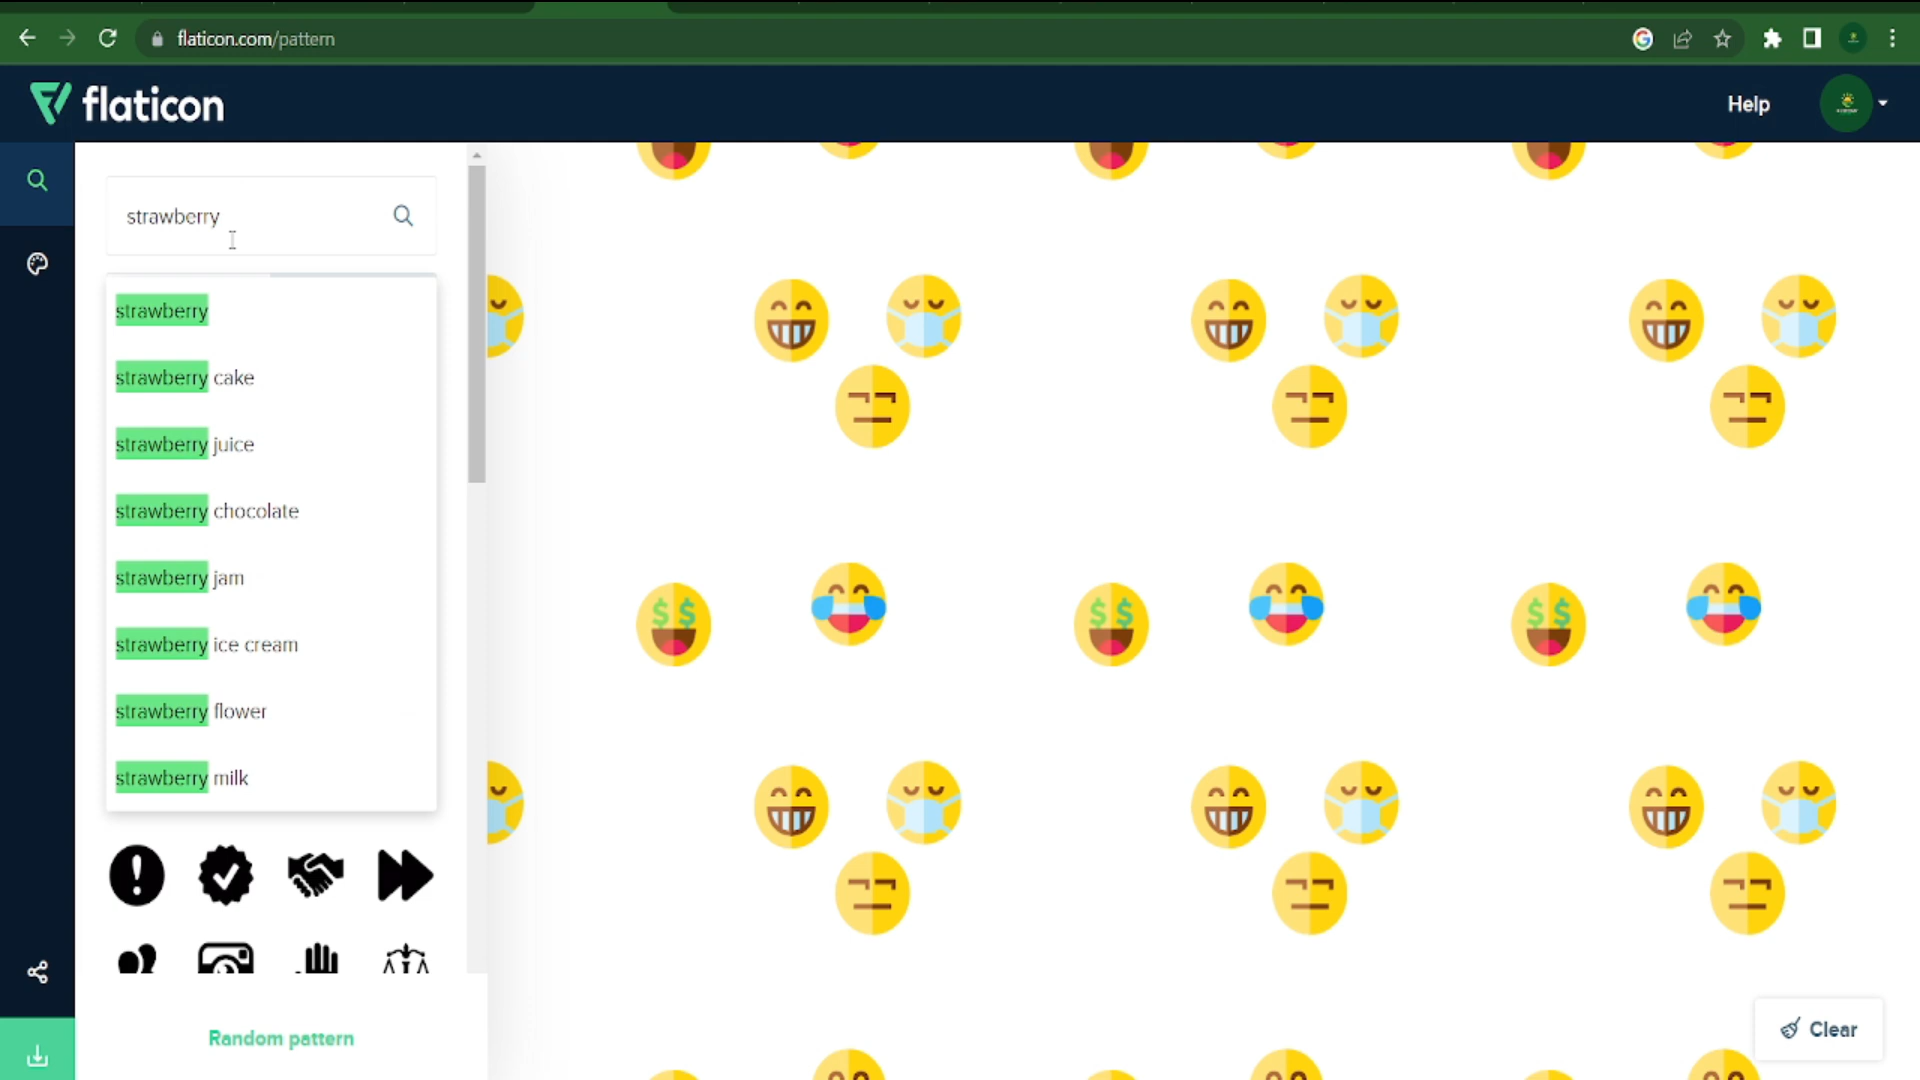 flaticon.com/pattern
flaticon
Help
strawberry
strawberry
strawberry cake
strawberry juice
strawberry chocolate
strawberry jam
strawberry ice cream
strawberry flower
strawberry milk
Random pattern
Clear